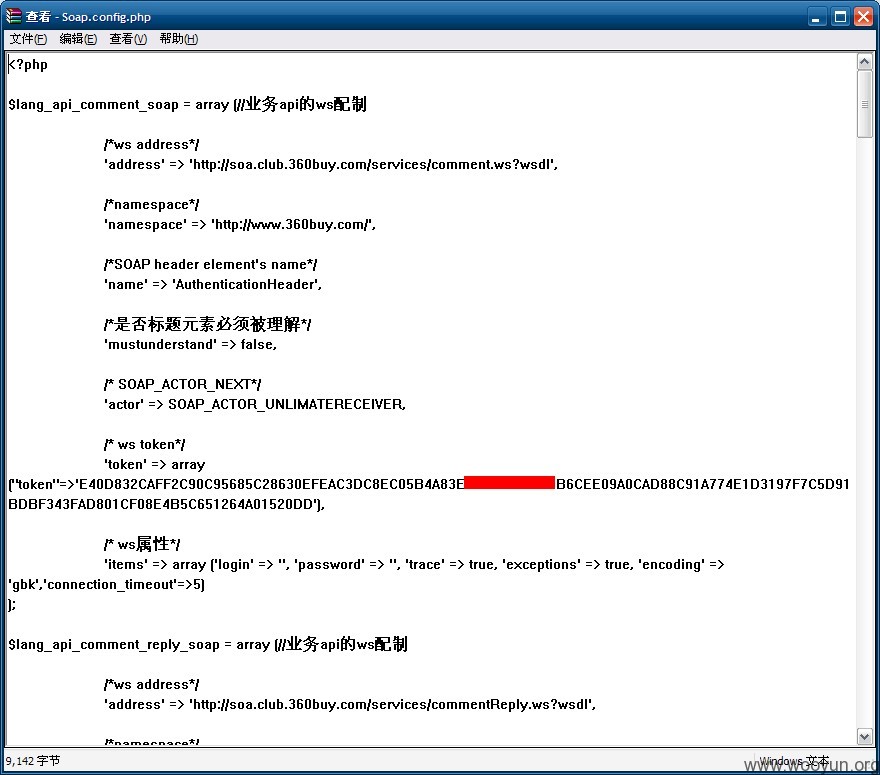 查看 - Soap.config.php
文件(F) 编辑(E) 查看(V) 帮助(H)
<?php
$lang_api_comment_soap = array (//业务api的ws配制
/*ws address*/
'address' => 'http://soa.club.360buy.com/services/comment.ws?wsdl',
/*namespace*/
'namespace' => 'http://www.360buy.com/',
/*SOAP header element's name*/
'name' => 'AuthenticationHeader',
/*是否标题元素必须被理解*/
'mustunderstand' => false,
/* SOAP_ACTOR_NEXT*/
'actor' => SOAP_ACTOR_UNLIMATERECEIVER,
/* ws token*/
'token' => array
("token"=>'E40D832CAFF2C90C95685C28630EFEAC3DC8EC05B4A83E B6CEE09A0CAD88C91A774E1D3197F7C5D91
BDBF343FAD801CF08E4B5C651264A01520DD'),
/* ws属性*/
'items' => array ('login' => '', 'password' => '', 'trace' => true, 'exceptions' => true, 'encoding' =>
'gbk','connection_timeout'=>5)
);
$lang_api_comment_reply_soap = array (//业务api的ws配制
/*ws address*/
'address' => 'http://soa.club.360buy.com/services/commentReply.ws?wsdl',
/*namespace*/
9,142 字节
Windows 文本
www.wooyun.org